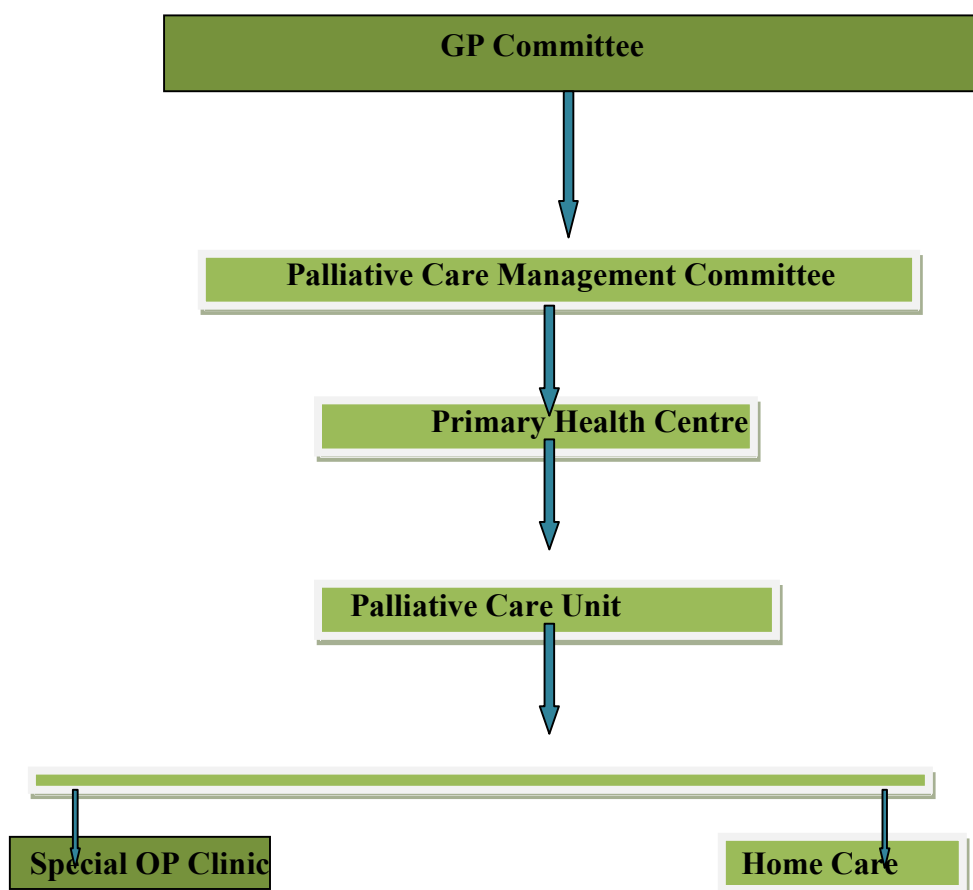 GP Committee
Palliative Care Management Committee
Primary Health Centre
Palliative Care Unit
Special OP Clinic
Home Care